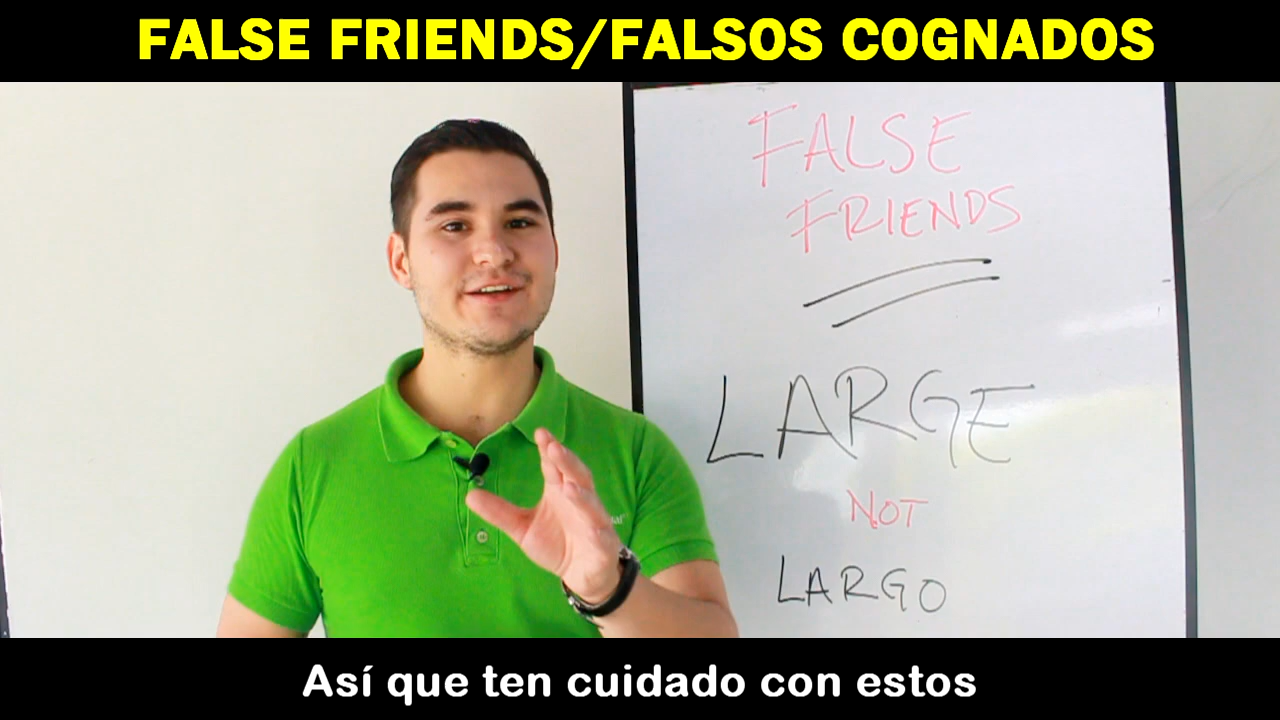 FALSE FRIENDS/FALSOS COGNADOS
FALSE
FRIENDS
LARGE
NOT
LARGO
Así que ten cuidado con estos